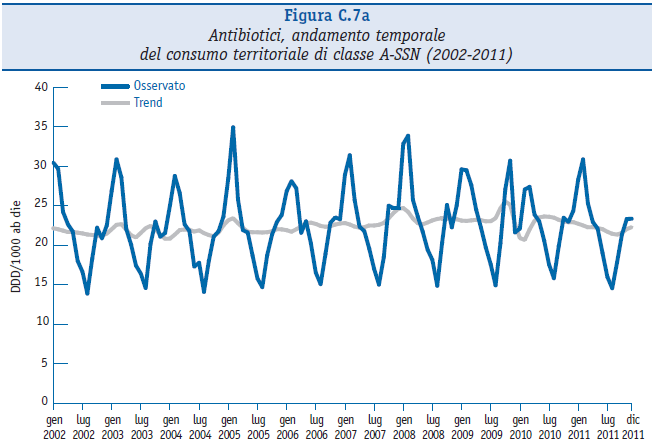 Figura C.7a
Antibiotici, andamento temporale
del consumo territoriale di classe A-SSN (2002-2011)
Osservato
Trend
DDD/1000 ab die
40
35
30
25
20
15
10
5
0
gen lug gen lug gen lug gen lug gen lug gen lug gen lug gen lug gen lug gen lug dic
2002 2002 2003 2003 2004 2004 2005 2005 2006 2006 2007 2007 2008 2008 2009 2009 2010 2010 2011 2011 2011